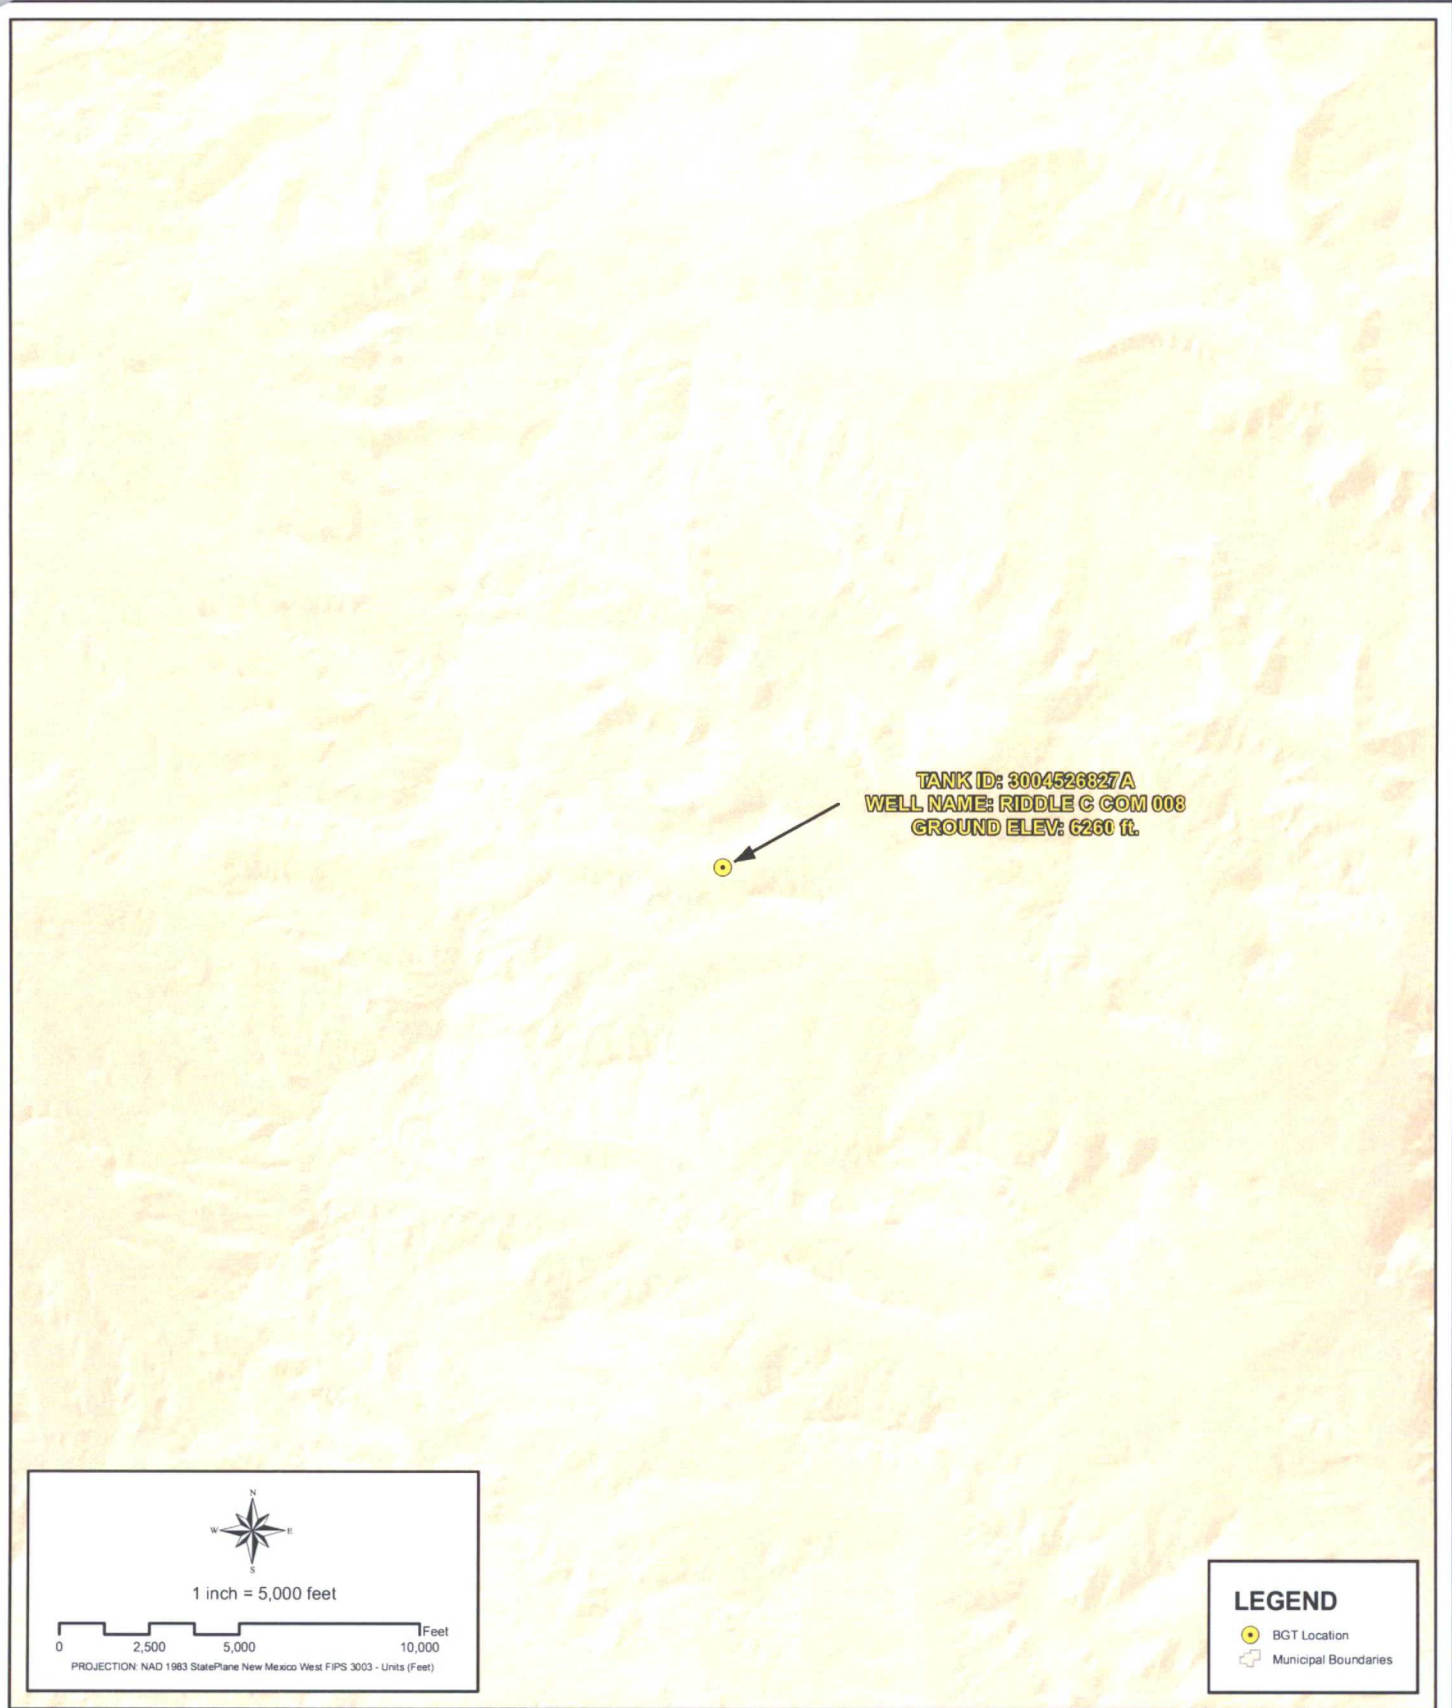 TANK ID: 3004526827A
WELL NAME: RIDDLE C COM 008
GROUND ELEV: 6260 ft.
N
W E
S
1 inch = 5,000 feet
Feet
0 2,500 5,000 10,000
PROJECTION: NAD 1983 StatePlane New Mexico West FIPS 3003 - Units (Feet)
LEGEND
BGT Location
Municipal Boundaries